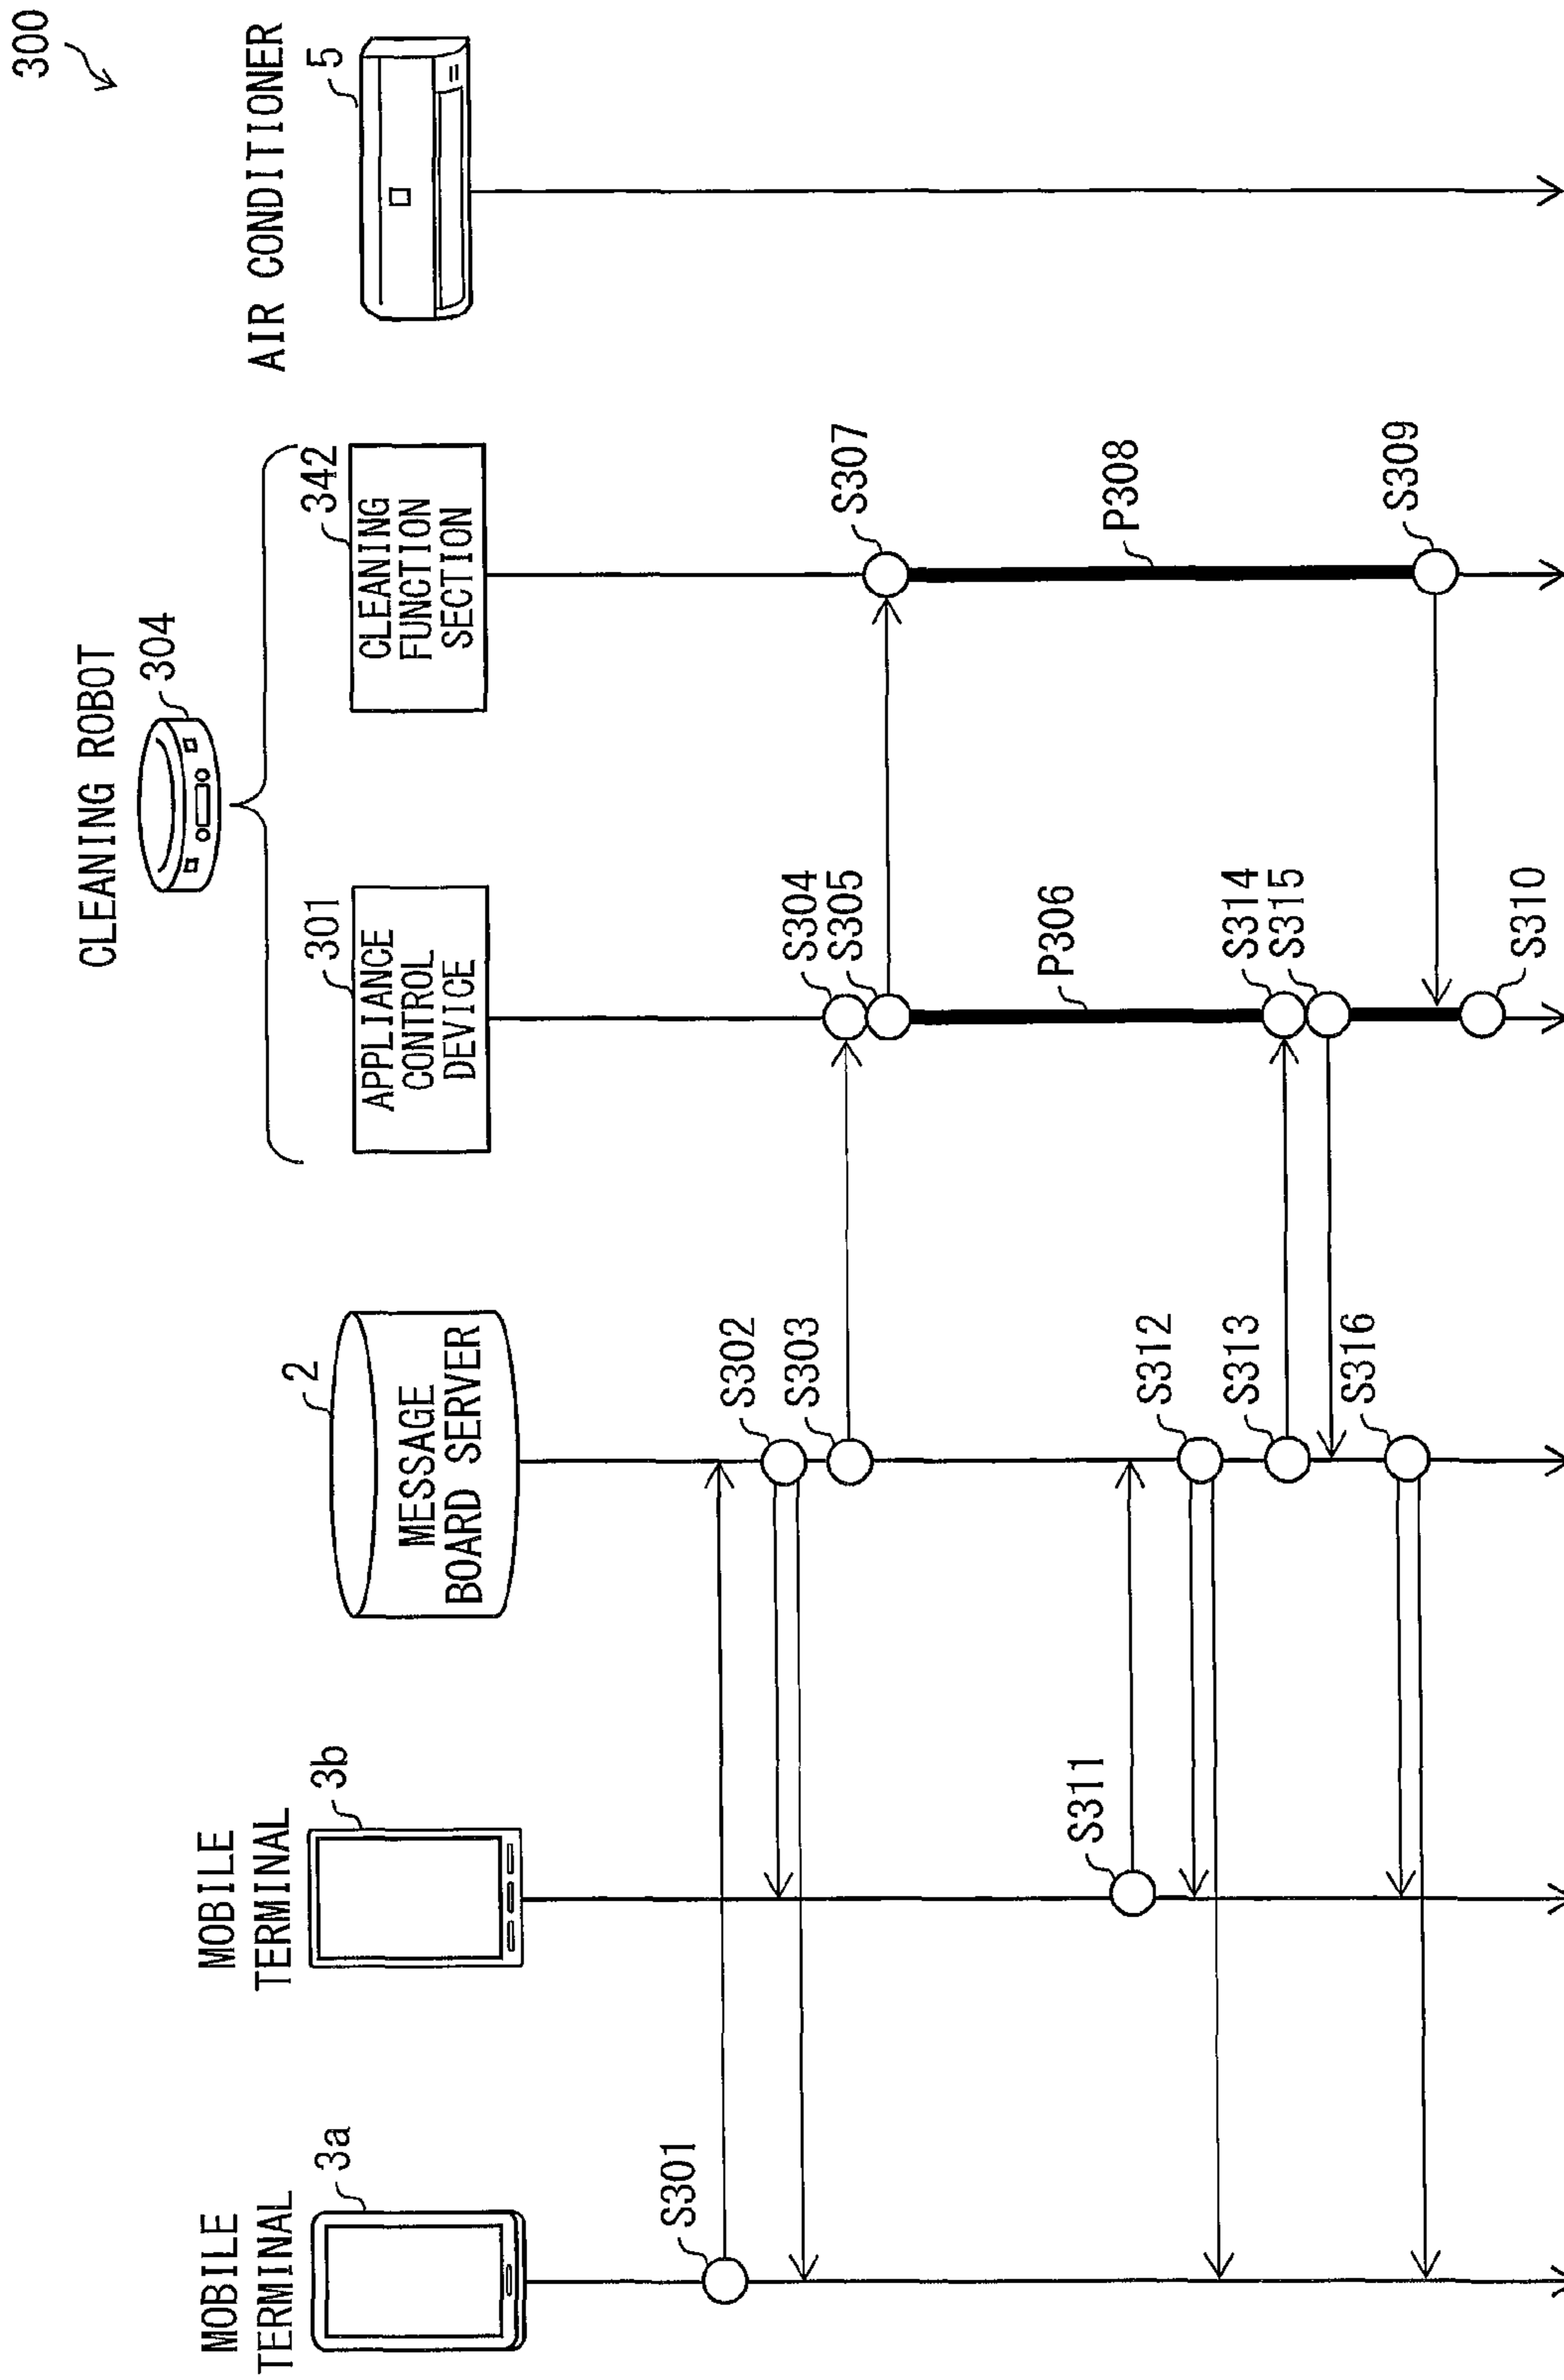 300
MOBILE
TERMINAL
3a
MOBILE
TERMINAL
3b
2
MESSAGE
BOARD SERVER
CLEANING ROBOT
304
301
APPLIANCE
CONTROL
DEVICE
342
CLEANING
FUNCTION
SECTION
AIR CONDITIONER
5
S301
S302
S303
S304
S305
S307
P306
P308
S311
S312
S313
S314
S315
S316
S309
S310